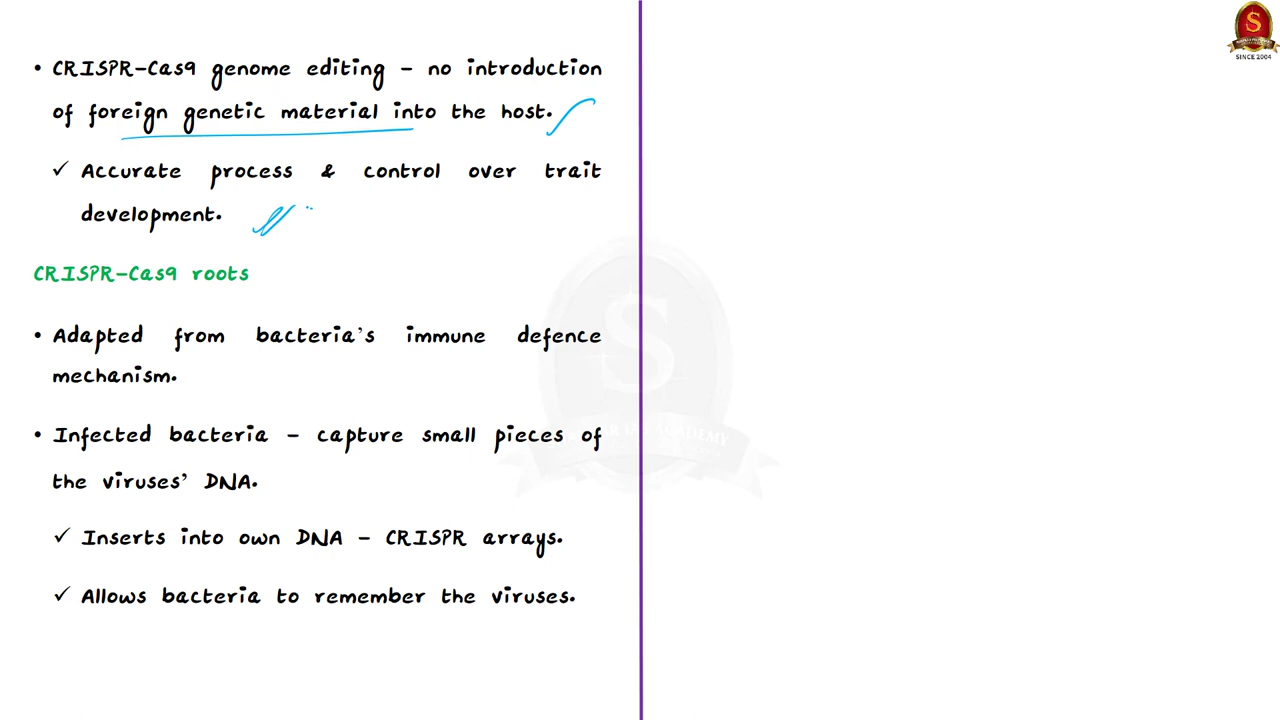 • CRISPR-Cas9 genome editing – no introduction
of foreign genetic material into the host.
✓ Accurate process & control over trait
development.
CRISPR-Cas9 roots
• Adapted from bacteria's immune defence
mechanism.
• Infected bacteria – capture small pieces of
the viruses' DNA.
✓ Inserts into own DNA – CRISPR arrays.
✓ Allows bacteria to remember the viruses.
S
SINCE 2004
S
ACADEMY